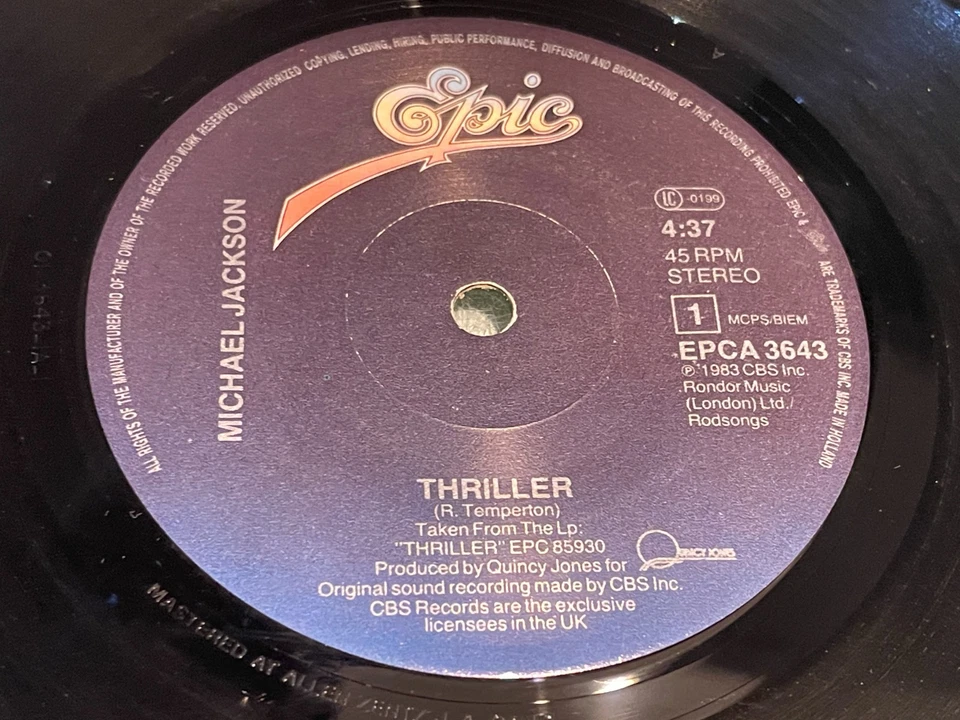 ALL RIGHTS OF THE MANUFACTURER AND OF THE OWNER OF THE RECORDED WORK RESERVED. UNAUTHORIZED COPYING, LENDING, HIRING, PUBLIC PERFORMANCE, DIFFUSION AND BROADCASTING OF THIS RECORDING PROHIBITED EPIC & ARE TRADEMARKS OF CBS INC. MADE IN HOLLAND
Epic
MICHAEL JACKSON
LC 0199
4:37
45 RPM
STEREO
1 MCPS/BIEM
EPCA 3643
℗ 1983 CBS Inc.
Rondor Music
(London) Ltd./
Rodsongs
THRILLER
(R. Temperton)
Taken From The Lp:
"THRILLER" EPC 85930
Produced by Quincy Jones for QUINCY JONES
Original sound recording made by CBS Inc.
CBS Records are the exclusive
licensees in the UK
MASTERED AT ALLEN